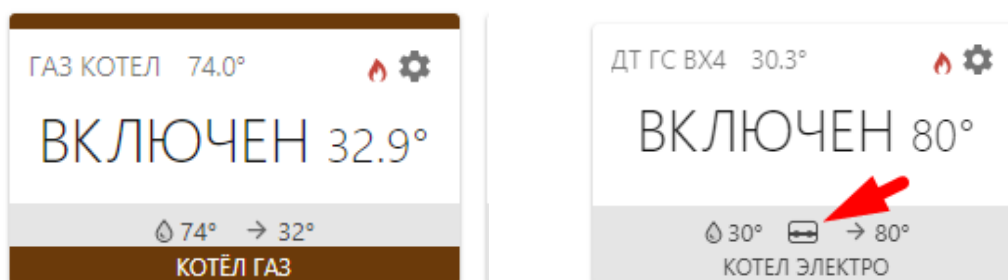 ГАЗ КОТЕЛ 74.0°
ВКЛЮЧЕН 32.9°
74° → 32°
КОТЁЛ ГАЗ
ДТ ГС ВХ4 30.3°
ВКЛЮЧЕН 80°
30° → 80°
КОТЕЛ ЭЛЕКТРО